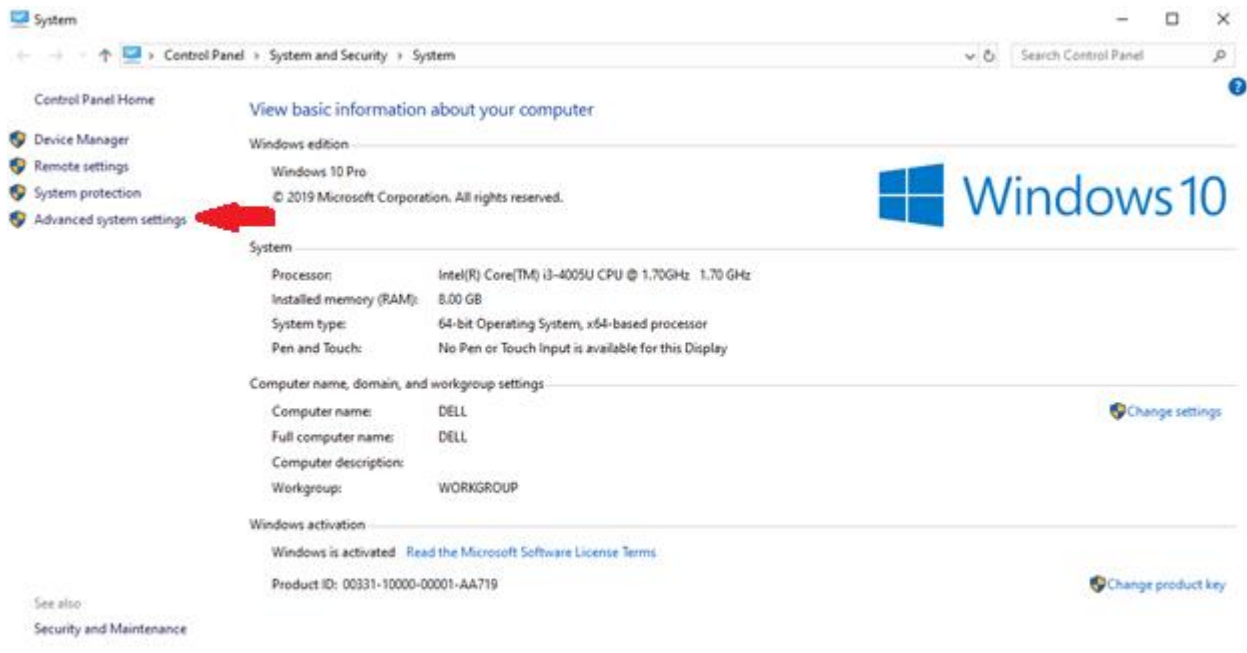 System
Control Panel › System and Security › System
Search Control Panel
Control Panel Home
Device Manager
Remote settings
System protection
Advanced system settings
View basic information about your computer
Windows edition
Windows 10 Pro
© 2019 Microsoft Corporation. All rights reserved.
Windows 10
System
Processor: Intel(R) Core(TM) i3-4005U CPU @ 1.70GHz 1.70 GHz
Installed memory (RAM): 8.00 GB
System type: 64-bit Operating System, x64-based processor
Pen and Touch: No Pen or Touch Input is available for this Display
Computer name, domain, and workgroup settings
Computer name: DELL
Change settings
Full computer name: DELL
Computer description:
Workgroup: WORKGROUP
Windows activation
Windows is activated Read the Microsoft Software License Terms
Product ID: 00331-10000-00001-AA719
Change product key
See also
Security and Maintenance